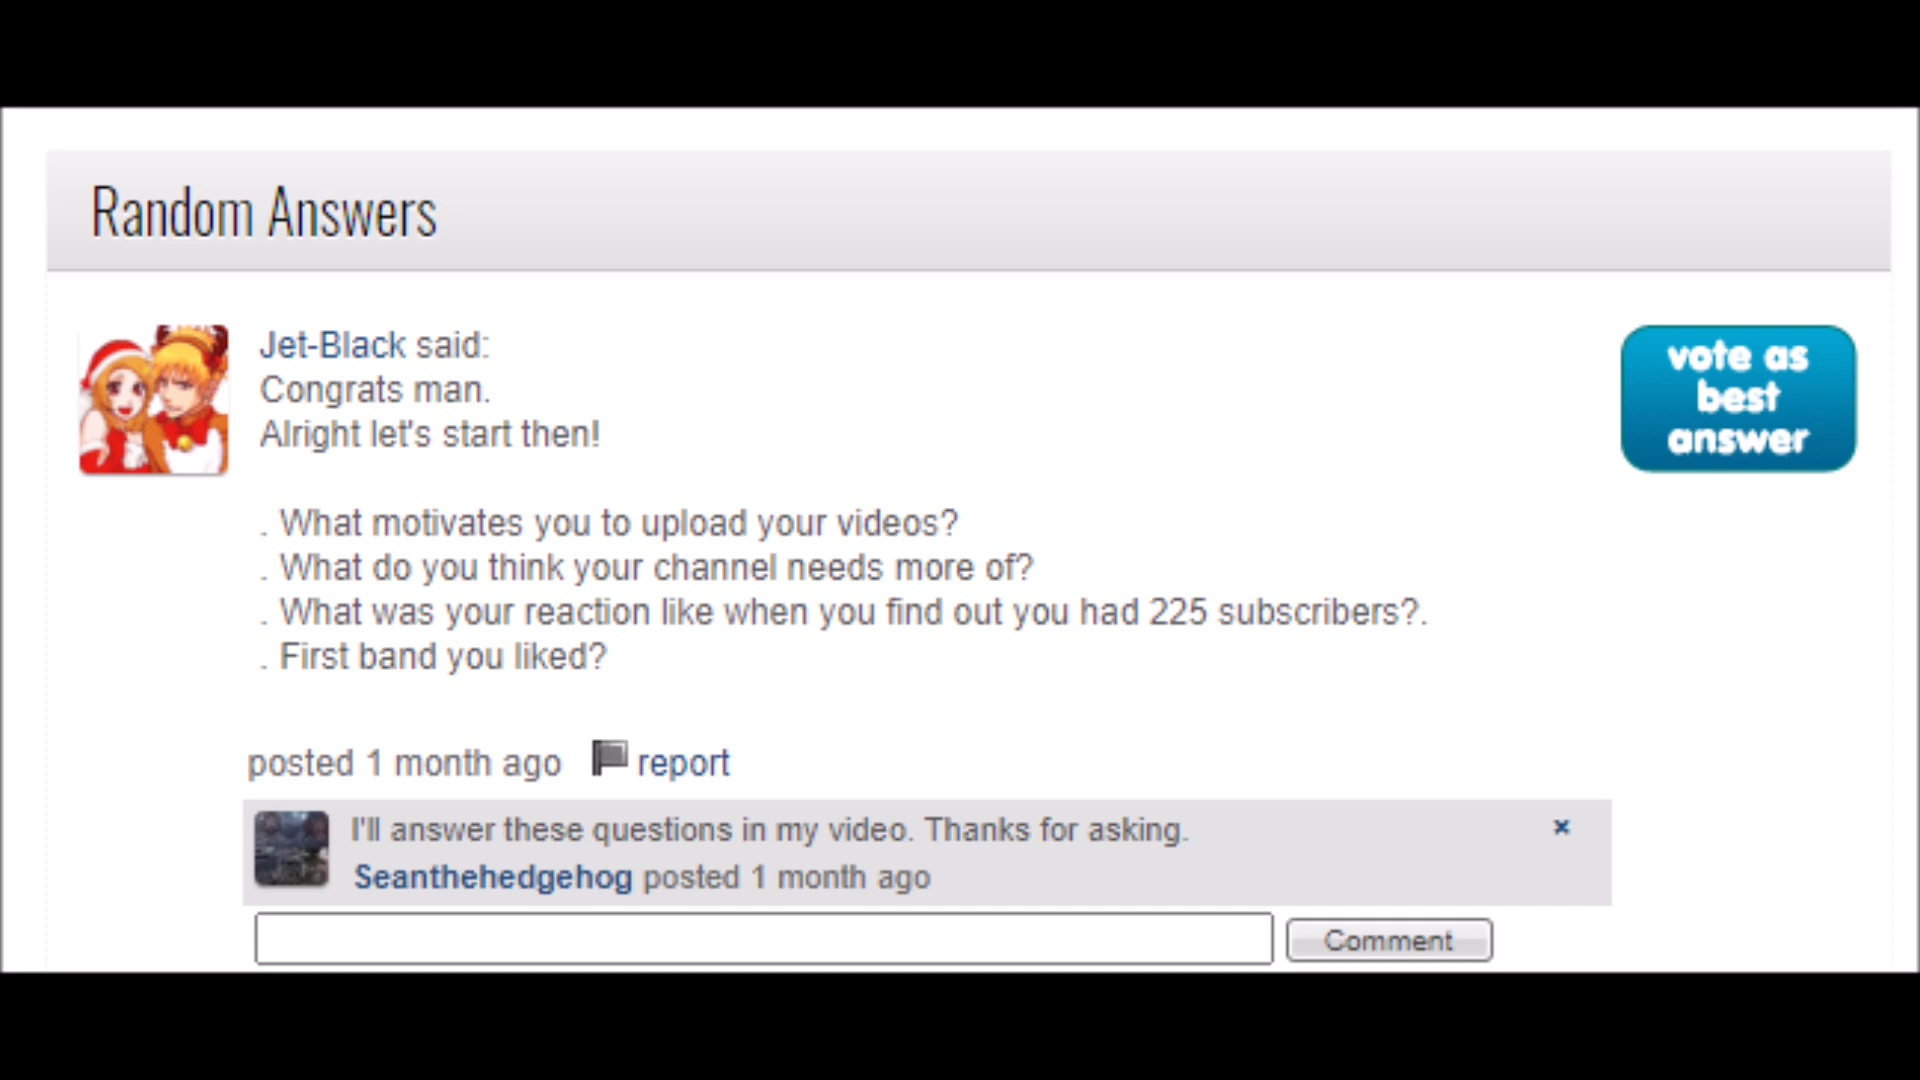 Random Answers
Jet-Black said:
Congrats man.
Alright let's start then!
vote as
best
answer
. What motivates you to upload your videos?
. What do you think your channel needs more of?
. What was your reaction like when you find out you had 225 subscribers?.
. First band you liked?
posted 1 month ago report
I'll answer these questions in my video. Thanks for asking.
Seanthehedgehog posted 1 month ago
Comment